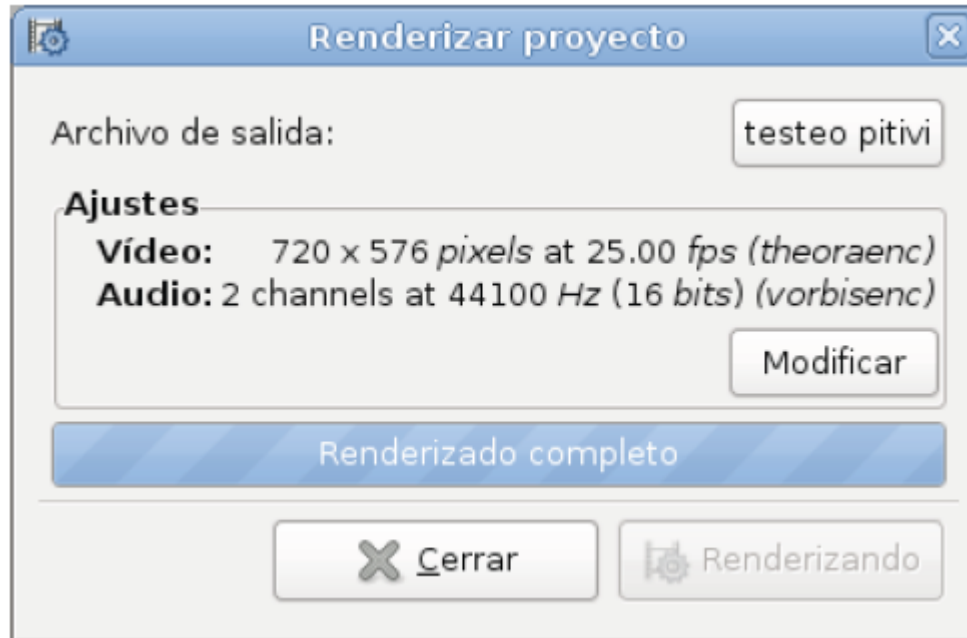 Renderizar proyecto
Archivo de salida: testeo pitivi
Ajustes
Vídeo: 720 x 576 pixels at 25.00 fps (theoraenc)
Audio: 2 channels at 44100 Hz (16 bits) (vorbisenc)
Modificar
Renderizado completo
Cerrar Renderizando